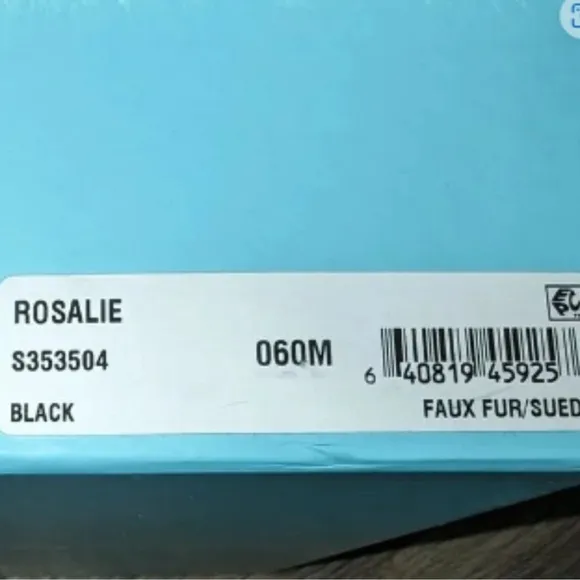 ROSALIE
S353504
060M
6 40819 45925
BLACK
FAUX FUR/SUED